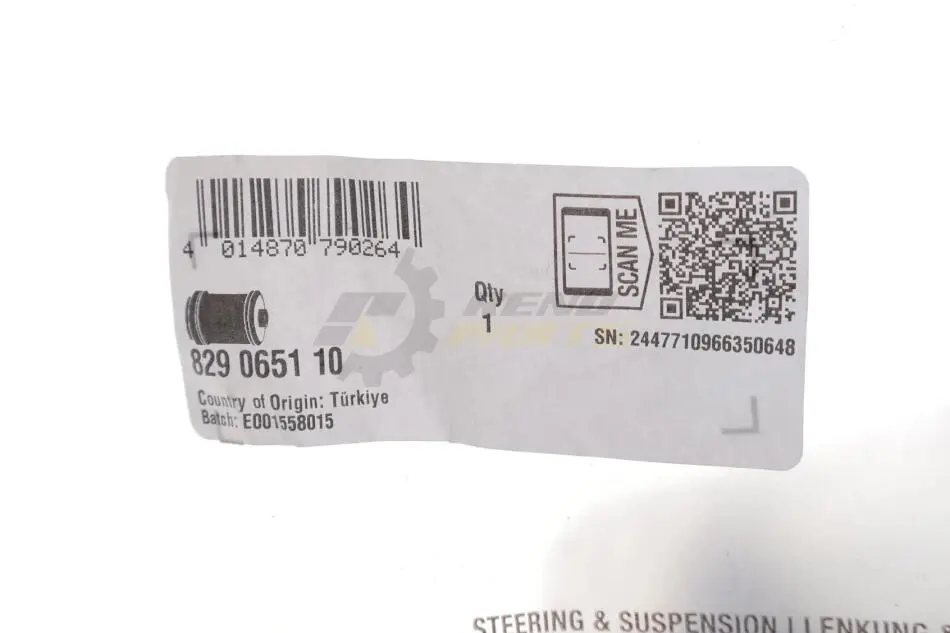 4 014870 790264
SCAN ME
Qty
1
SN: 2447710966350648
829 0651 10
Country of Origin: Türkiye
Batch: E001558015
STEERING & SUSPENSION | LENKUNG